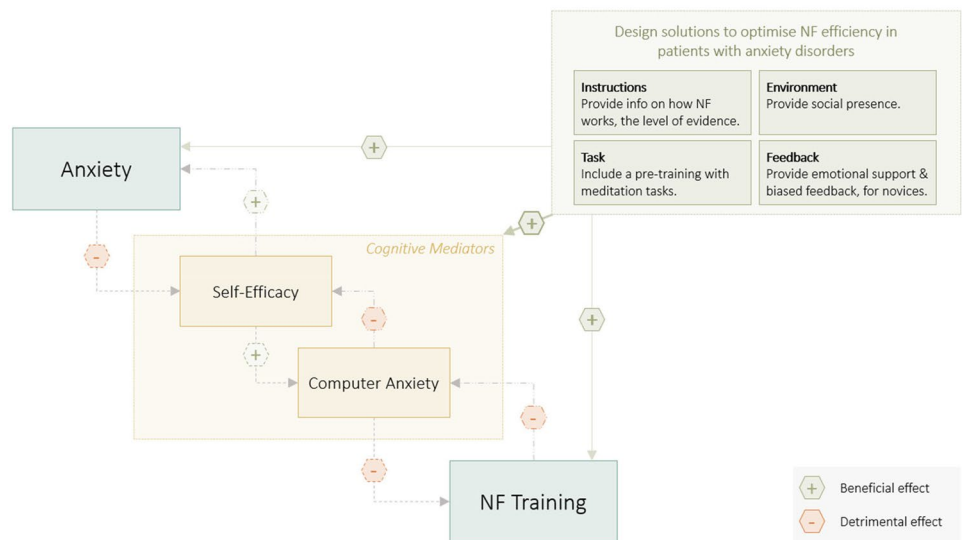 Design solutions to optimise NF efficiency in
patients with anxiety disorders
Instructions
Provide info on how NF
works, the level of evidence.
Environment
Provide social presence.
Task
Include a pre-training with
meditation tasks.
Feedback
Provide emotional support &
biased feedback, for novices.
Anxiety
+
+
+
-
Cognitive Mediators
Self-Efficacy
-
+
+
Computer Anxiety
-
-
NF Training
+ Beneficial effect
- Detrimental effect